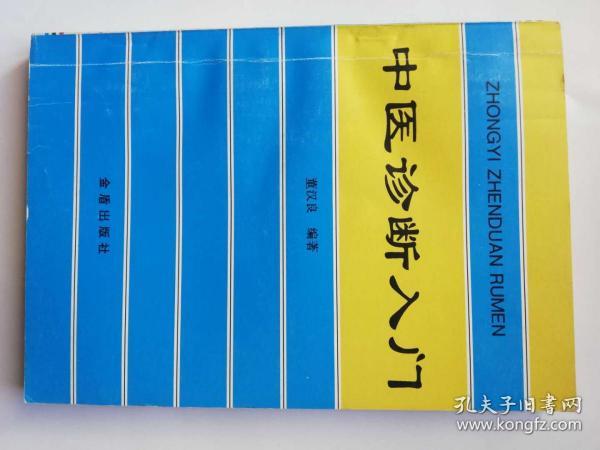 ZHONGYI ZHENDUAN RUMEN
中医诊断入门
董汉良 编著
金盾出版社
孔夫子旧书网
www.kongfz.com